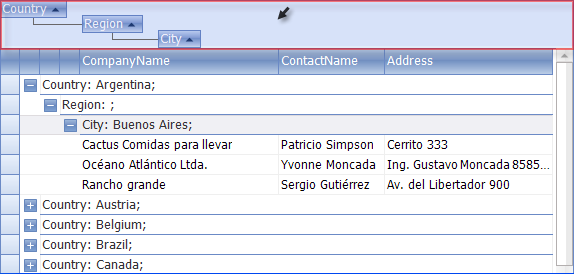 Country
Region
City
CompanyName ContactName Address
Country: Argentina;
Region: ;
City: Buenos Aires;
Cactus Comidas para llevar Patricio Simpson Cerrito 333
Océano Atlántico Ltda. Yvonne Moncada Ing. Gustavo Moncada 8585...
Rancho grande Sergio Gutiérrez Av. del Libertador 900
Country: Austria;
Country: Belgium;
Country: Brazil;
Country: Canada;